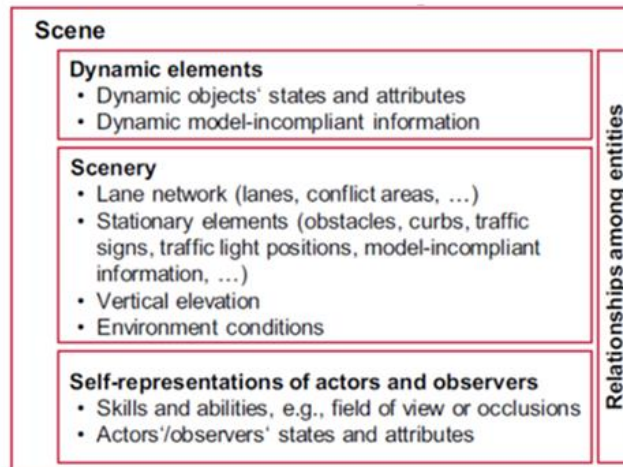 Scene
Dynamic elements
• Dynamic objects‘ states and attributes
• Dynamic model-incompliant information
Scenery
• Lane network (lanes, conflict areas, …)
• Stationary elements (obstacles, curbs, traffic
signs, traffic light positions, model-incompliant
information, …)
• Vertical elevation
• Environment conditions
Self-representations of actors and observers
• Skills and abilities, e.g., field of view or occlusions
• Actors‘/observers‘ states and attributes
Relationships among entities